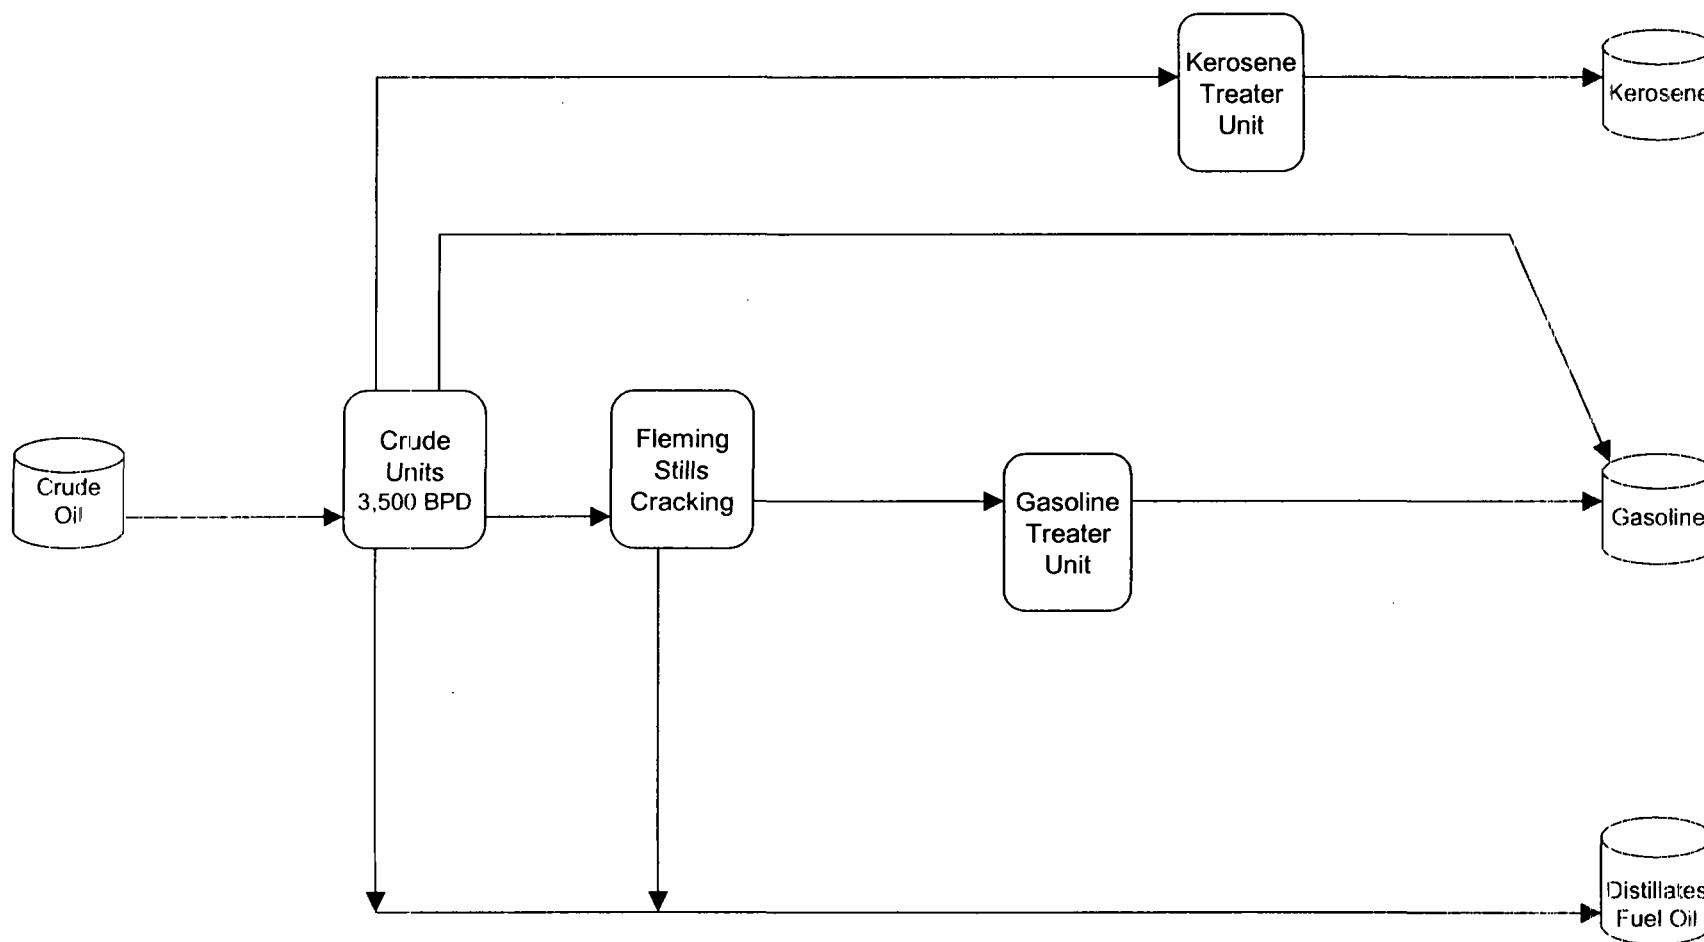 Kerosene
Treater
Unit
Kerosene
Crude
Oil
Crude
Units
3,500 BPD
Fleming
Stills
Cracking
Gasoline
Treater
Unit
Gasoline
Distillates
Fuel Oil